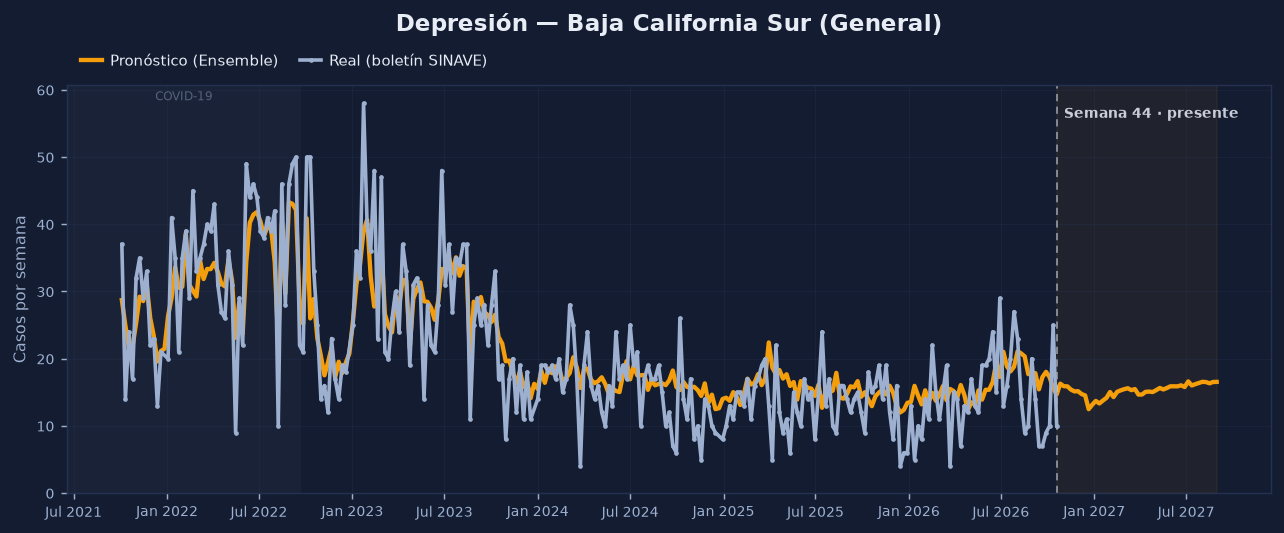 Depresión — Baja California Sur (General)
Pronóstico (Ensemble)
Real (boletín SINAVE)
COVID-19
Semana 44 · presente
Casos por semana
60
50
40
30
20
10
0
Jul 2021
Jan 2022
Jul 2022
Jan 2023
Jul 2023
Jan 2024
Jul 2024
Jan 2025
Jul 2025
Jan 2026
Jul 2026
Jan 2027
Jul 2027